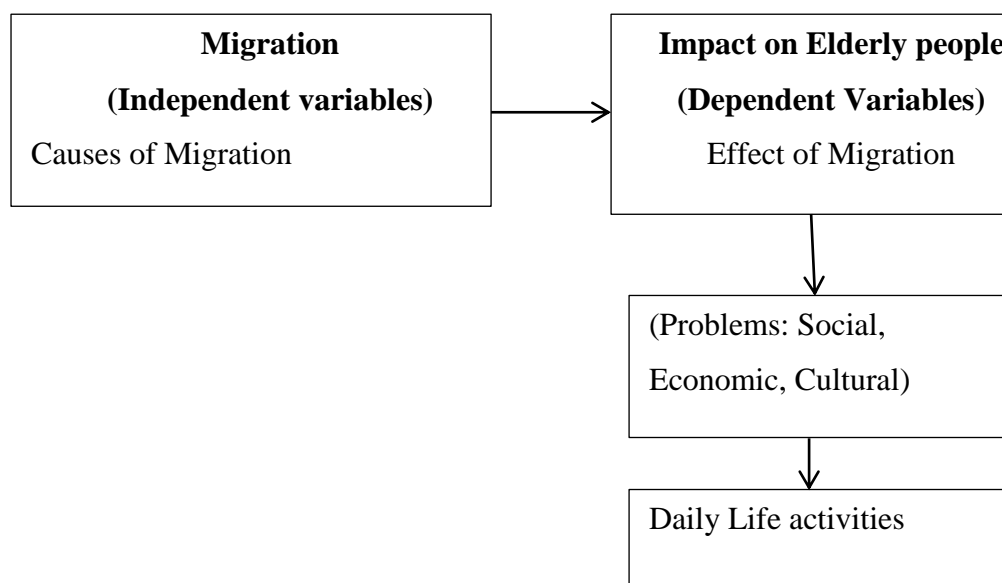 Migration
(Independent variables)
Causes of Migration
Impact on Elderly people
(Dependent Variables)
Effect of Migration
(Problems: Social,
Economic, Cultural)
Daily Life activities